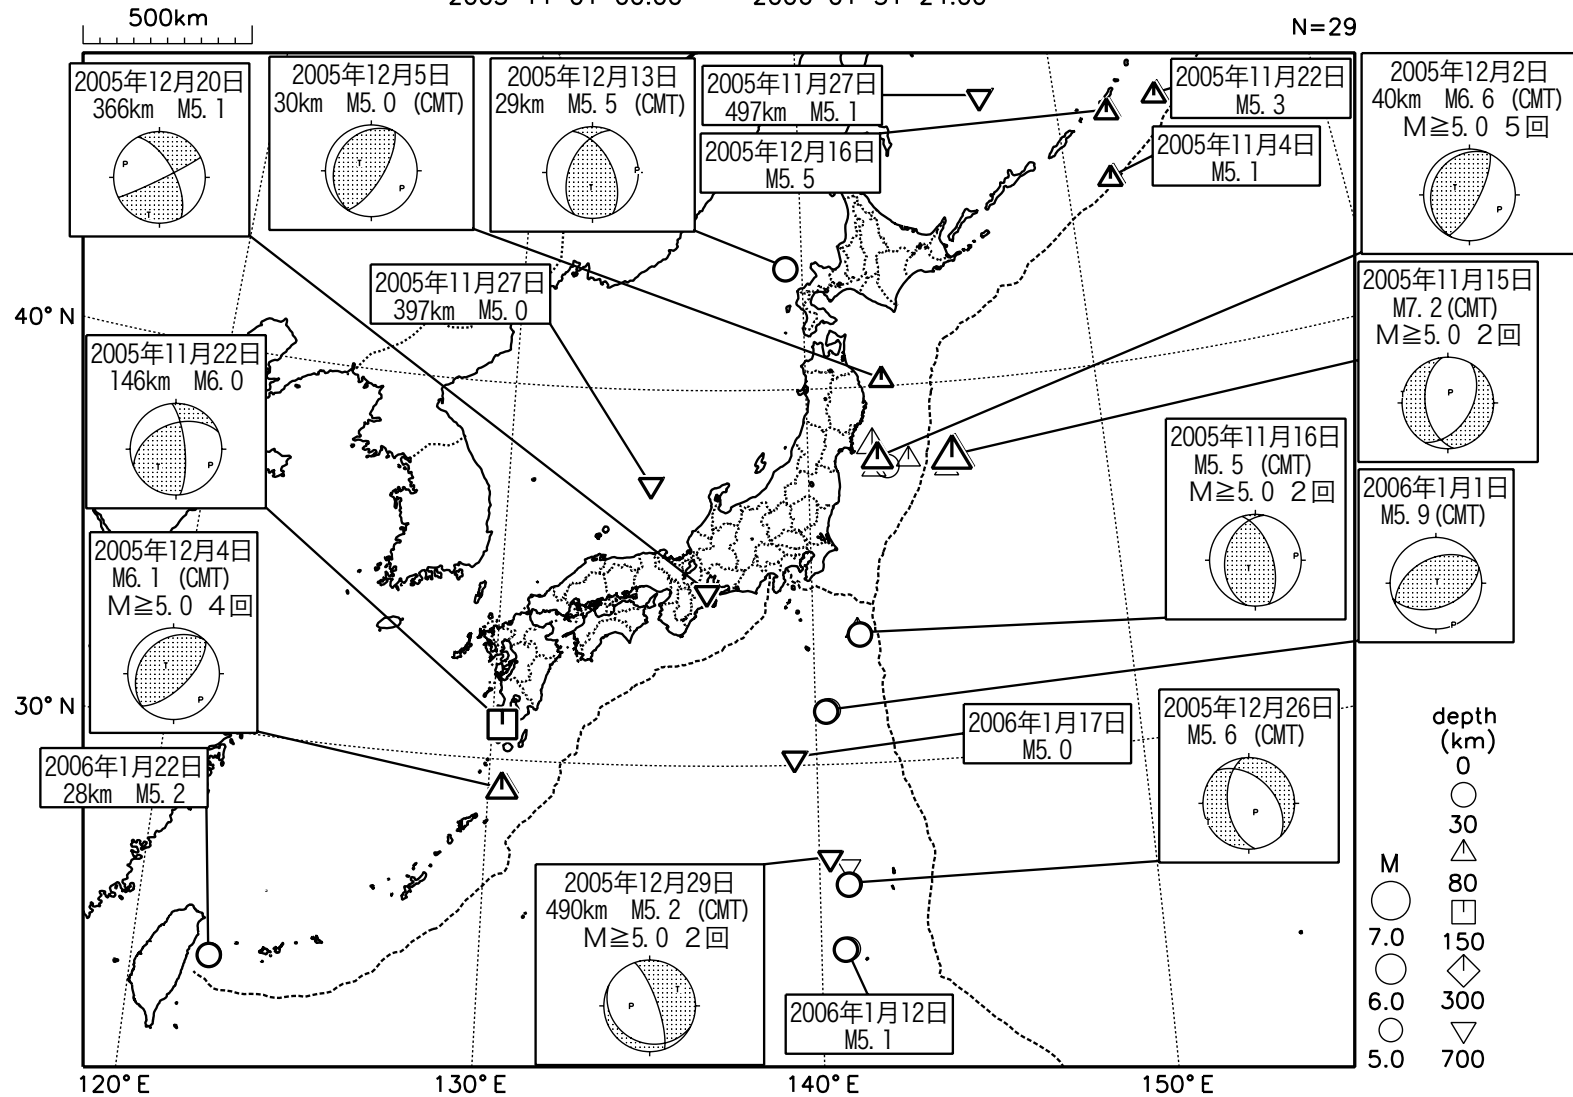 500km
N=29
2005年12月20日
366km M5.1
P
T
2005年12月5日
30km M5.0 (CMT)
T
P
2005年12月13日
29km M5.5 (CMT)
P
T
2005年11月27日
497km M5.1
2005年12月16日
M5.5
2005年11月22日
M5.3
2005年11月4日
M5.1
2005年12月2日
40km M6.6 (CMT)
M≧5.0 5回
T
P
2005年11月27日
397km M5.0
2005年11月15日
M7.2(CMT)
M≧5.0 2回
P
40°N
2005年11月22日
146km M6.0
T
P
2005年11月16日
M5.5 (CMT)
M≧5.0 2回
P
T
2006年1月1日
M5.9(CMT)
T
P
2005年12月4日
M6.1 (CMT)
M≧5.0 4回
T
P
30°N
2006年1月22日
28km M5.2
2006年1月17日
M5.0
2005年12月26日
M5.6 (CMT)
T
P
2005年12月29日
490km M5.2 (CMT)
M≧5.0 2回
T
P
2006年1月12日
M5.1
M
7.0
6.0
5.0
depth
(km)
0
30
80
150
300
700
120°E
130°E
140°E
150°E